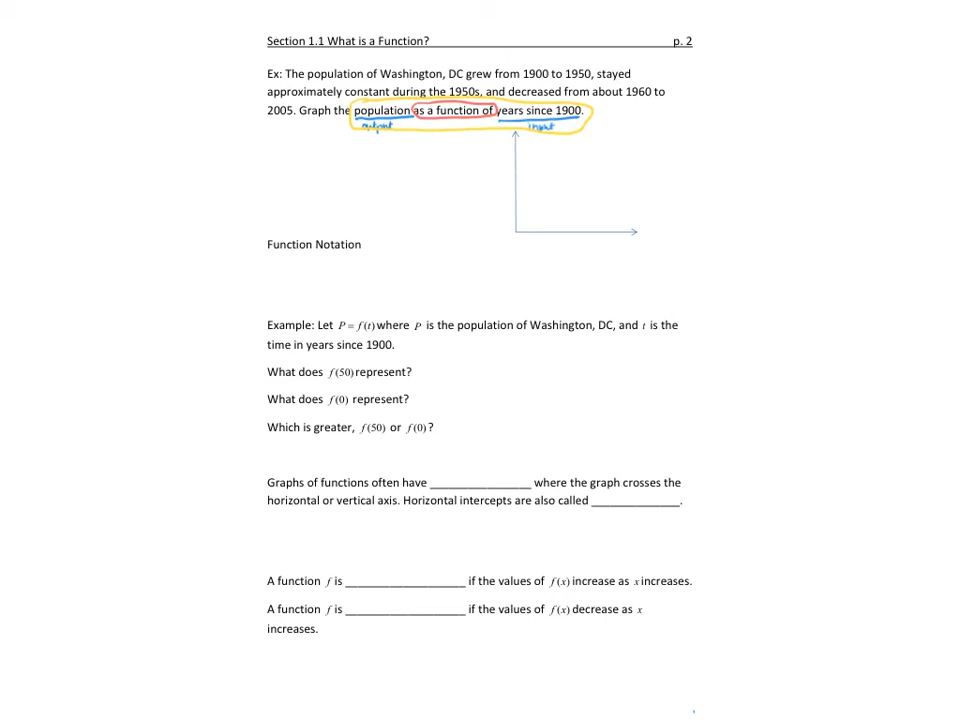 Section 1.1 What is a Function? p. 2
Ex: The population of Washington, DC grew from 1900 to 1950, stayed
approximately constant during the 1950s, and decreased from about 1960 to
2005. Graph the population as a function of years since 1900.
output input
Function Notation
Example: Let P = f(t) where P is the population of Washington, DC, and t is the
time in years since 1900.
What does f(50) represent?
What does f(0) represent?
Which is greater, f(50) or f(0)?
Graphs of functions often have ________________ where the graph crosses the
horizontal or vertical axis. Horizontal intercepts are also called ______________.
A function f is ___________________ if the values of f(x) increase as x increases.
A function f is ___________________ if the values of f(x) decrease as x
increases.